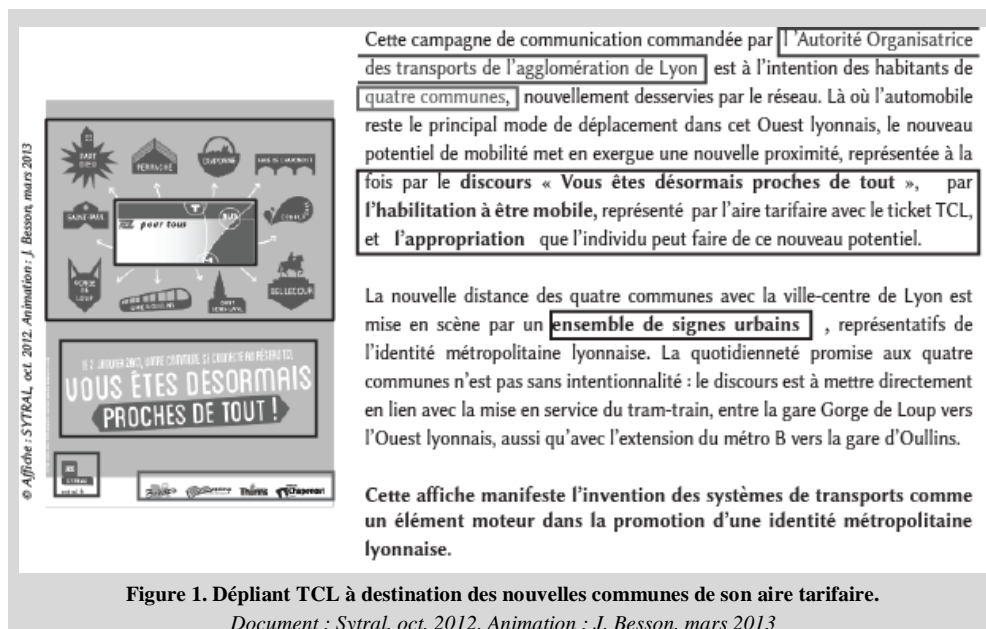 Cette campagne de communication commandée par l'Autorité Organisatrice
des transports de l'agglomération de Lyon est à l'intention des habitants de
quatre communes, nouvellement desservies par le réseau. Là où l'automobile
reste le principal mode de déplacement dans cet Ouest lyonnais, le nouveau
potentiel de mobilité met en exergue une nouvelle proximité, représentée à la
fois par le discours « Vous êtes désormais proches de tout », par
l'habilitation à être mobile, représenté par l'aire tarifaire avec le ticket TCL,
et l'appropriation que l'individu peut faire de ce nouveau potentiel.
La nouvelle distance des quatre communes avec la ville-centre de Lyon est
mise en scène par un ensemble de signes urbains , représentatifs de
l'identité métropolitaine lyonnaise. La quotidienneté promise aux quatre
communes n'est pas sans intentionnalité : le discours est à mettre directement
en lien avec la mise en service du tram-train, entre la gare Gorge de Loup vers
l'Ouest lyonnais, aussi qu'avec l'extension du métro B vers la gare d'Oullins.
Cette affiche manifeste l'invention des systèmes de transports comme
un élément moteur dans la promotion d'une identité métropolitaine
lyonnaise.
© Affiche : SYTRAL, oct. 2012. Animation : J. Besson, mars 2013
PART
DIEU
PERRACHE
SAINT-PAUL
TCL pour tous
BUS
GORGE
DE
LOUP
BELLECOUR
VOUS ÊTES DÉSORMAIS
PROCHES DE TOUT !
SYTRAL
Thurins
Figure 1. Dépliant TCL à destination des nouvelles communes de son aire tarifaire.
Document : Sytral, oct. 2012. Animation : J. Besson, mars 2013